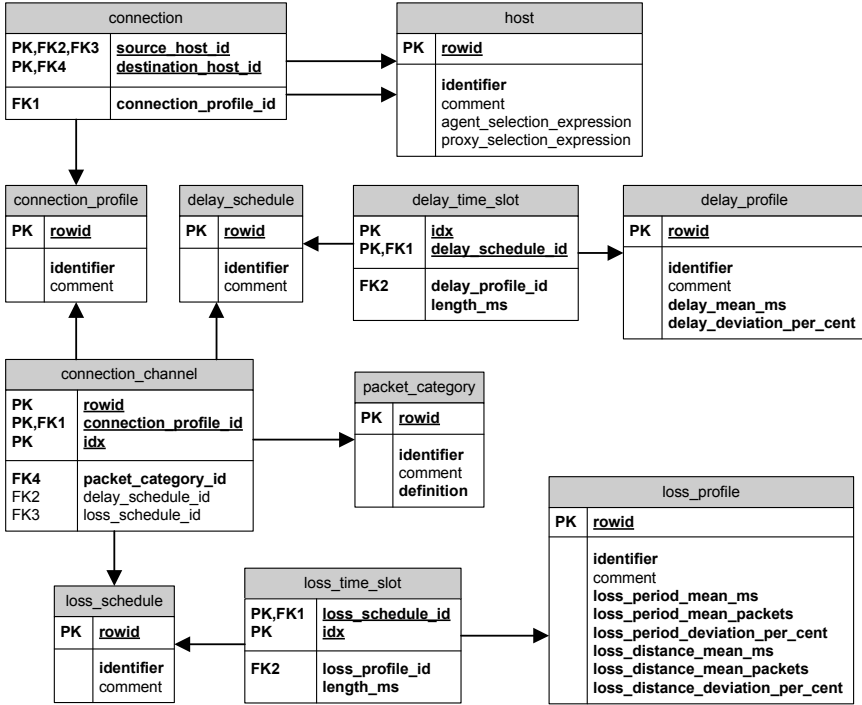 connection
PK,FK2,FK3 source_host_id
PK,FK4 destination_host_id
FK1 connection_profile_id
host
PK rowid
identifier
comment
agent_selection_expression
proxy_selection_expression
connection_profile
PK rowid
identifier
comment
delay_schedule
PK rowid
identifier
comment
delay_time_slot
PK idx
PK,FK1 delay_schedule_id
FK2 delay_profile_id
length_ms
delay_profile
PK rowid
identifier
comment
delay_mean_ms
delay_deviation_per_cent
connection_channel
PK rowid
PK,FK1 connection_profile_id
PK idx
FK4 packet_category_id
FK2 delay_schedule_id
FK3 loss_schedule_id
packet_category
PK rowid
identifier
comment
definition
loss_profile
PK rowid
identifier
comment
loss_period_mean_ms
loss_period_mean_packets
loss_period_deviation_per_cent
loss_distance_mean_ms
loss_distance_mean_packets
loss_distance_deviation_per_cent
loss_schedule
PK rowid
identifier
comment
loss_time_slot
PK,FK1 loss_schedule_id
PK idx
FK2 loss_profile_id
length_ms